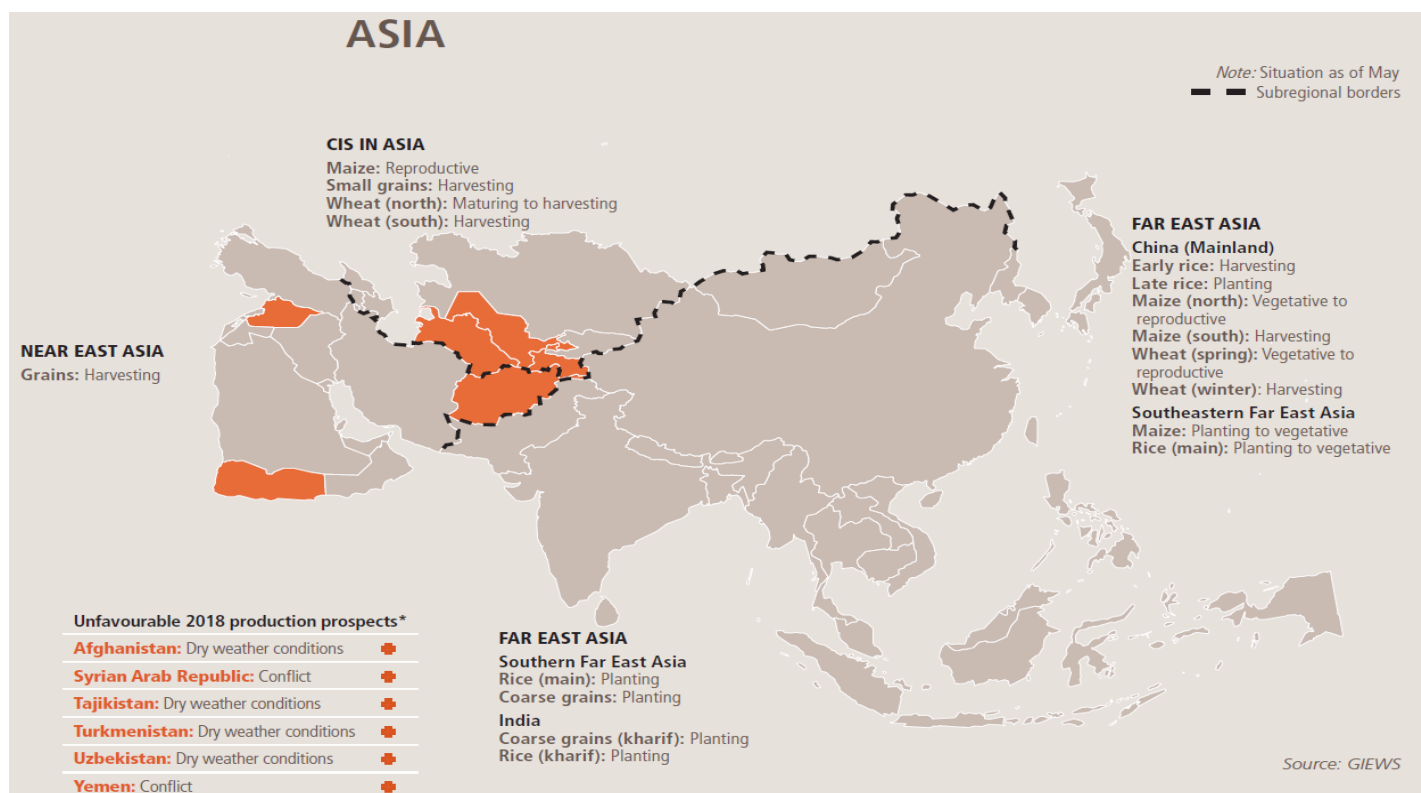 ASIA
Note: Situation as of May
Subregional borders
CIS IN ASIA
Maize: Reproductive
Small grains: Harvesting
Wheat (north): Maturing to harvesting
Wheat (south): Harvesting
FAR EAST ASIA
China (Mainland)
Early rice: Harvesting
Late rice: Planting
Maize (north): Vegetative to
reproductive
Maize (south): Harvesting
Wheat (spring): Vegetative to
reproductive
Wheat (winter): Harvesting
Southeastern Far East Asia
Maize: Planting to vegetative
Rice (main): Planting to vegetative
NEAR EAST ASIA
Grains: Harvesting
Unfavourable 2018 production prospects*
Afghanistan: Dry weather conditions
Syrian Arab Republic: Conflict
Tajikistan: Dry weather conditions
Turkmenistan: Dry weather conditions
Uzbekistan: Dry weather conditions
Yemen: Conflict
FAR EAST ASIA
Southern Far East Asia
Rice (main): Planting
Coarse grains: Planting
India
Coarse grains (kharif): Planting
Rice (kharif): Planting
Source: GIEWS